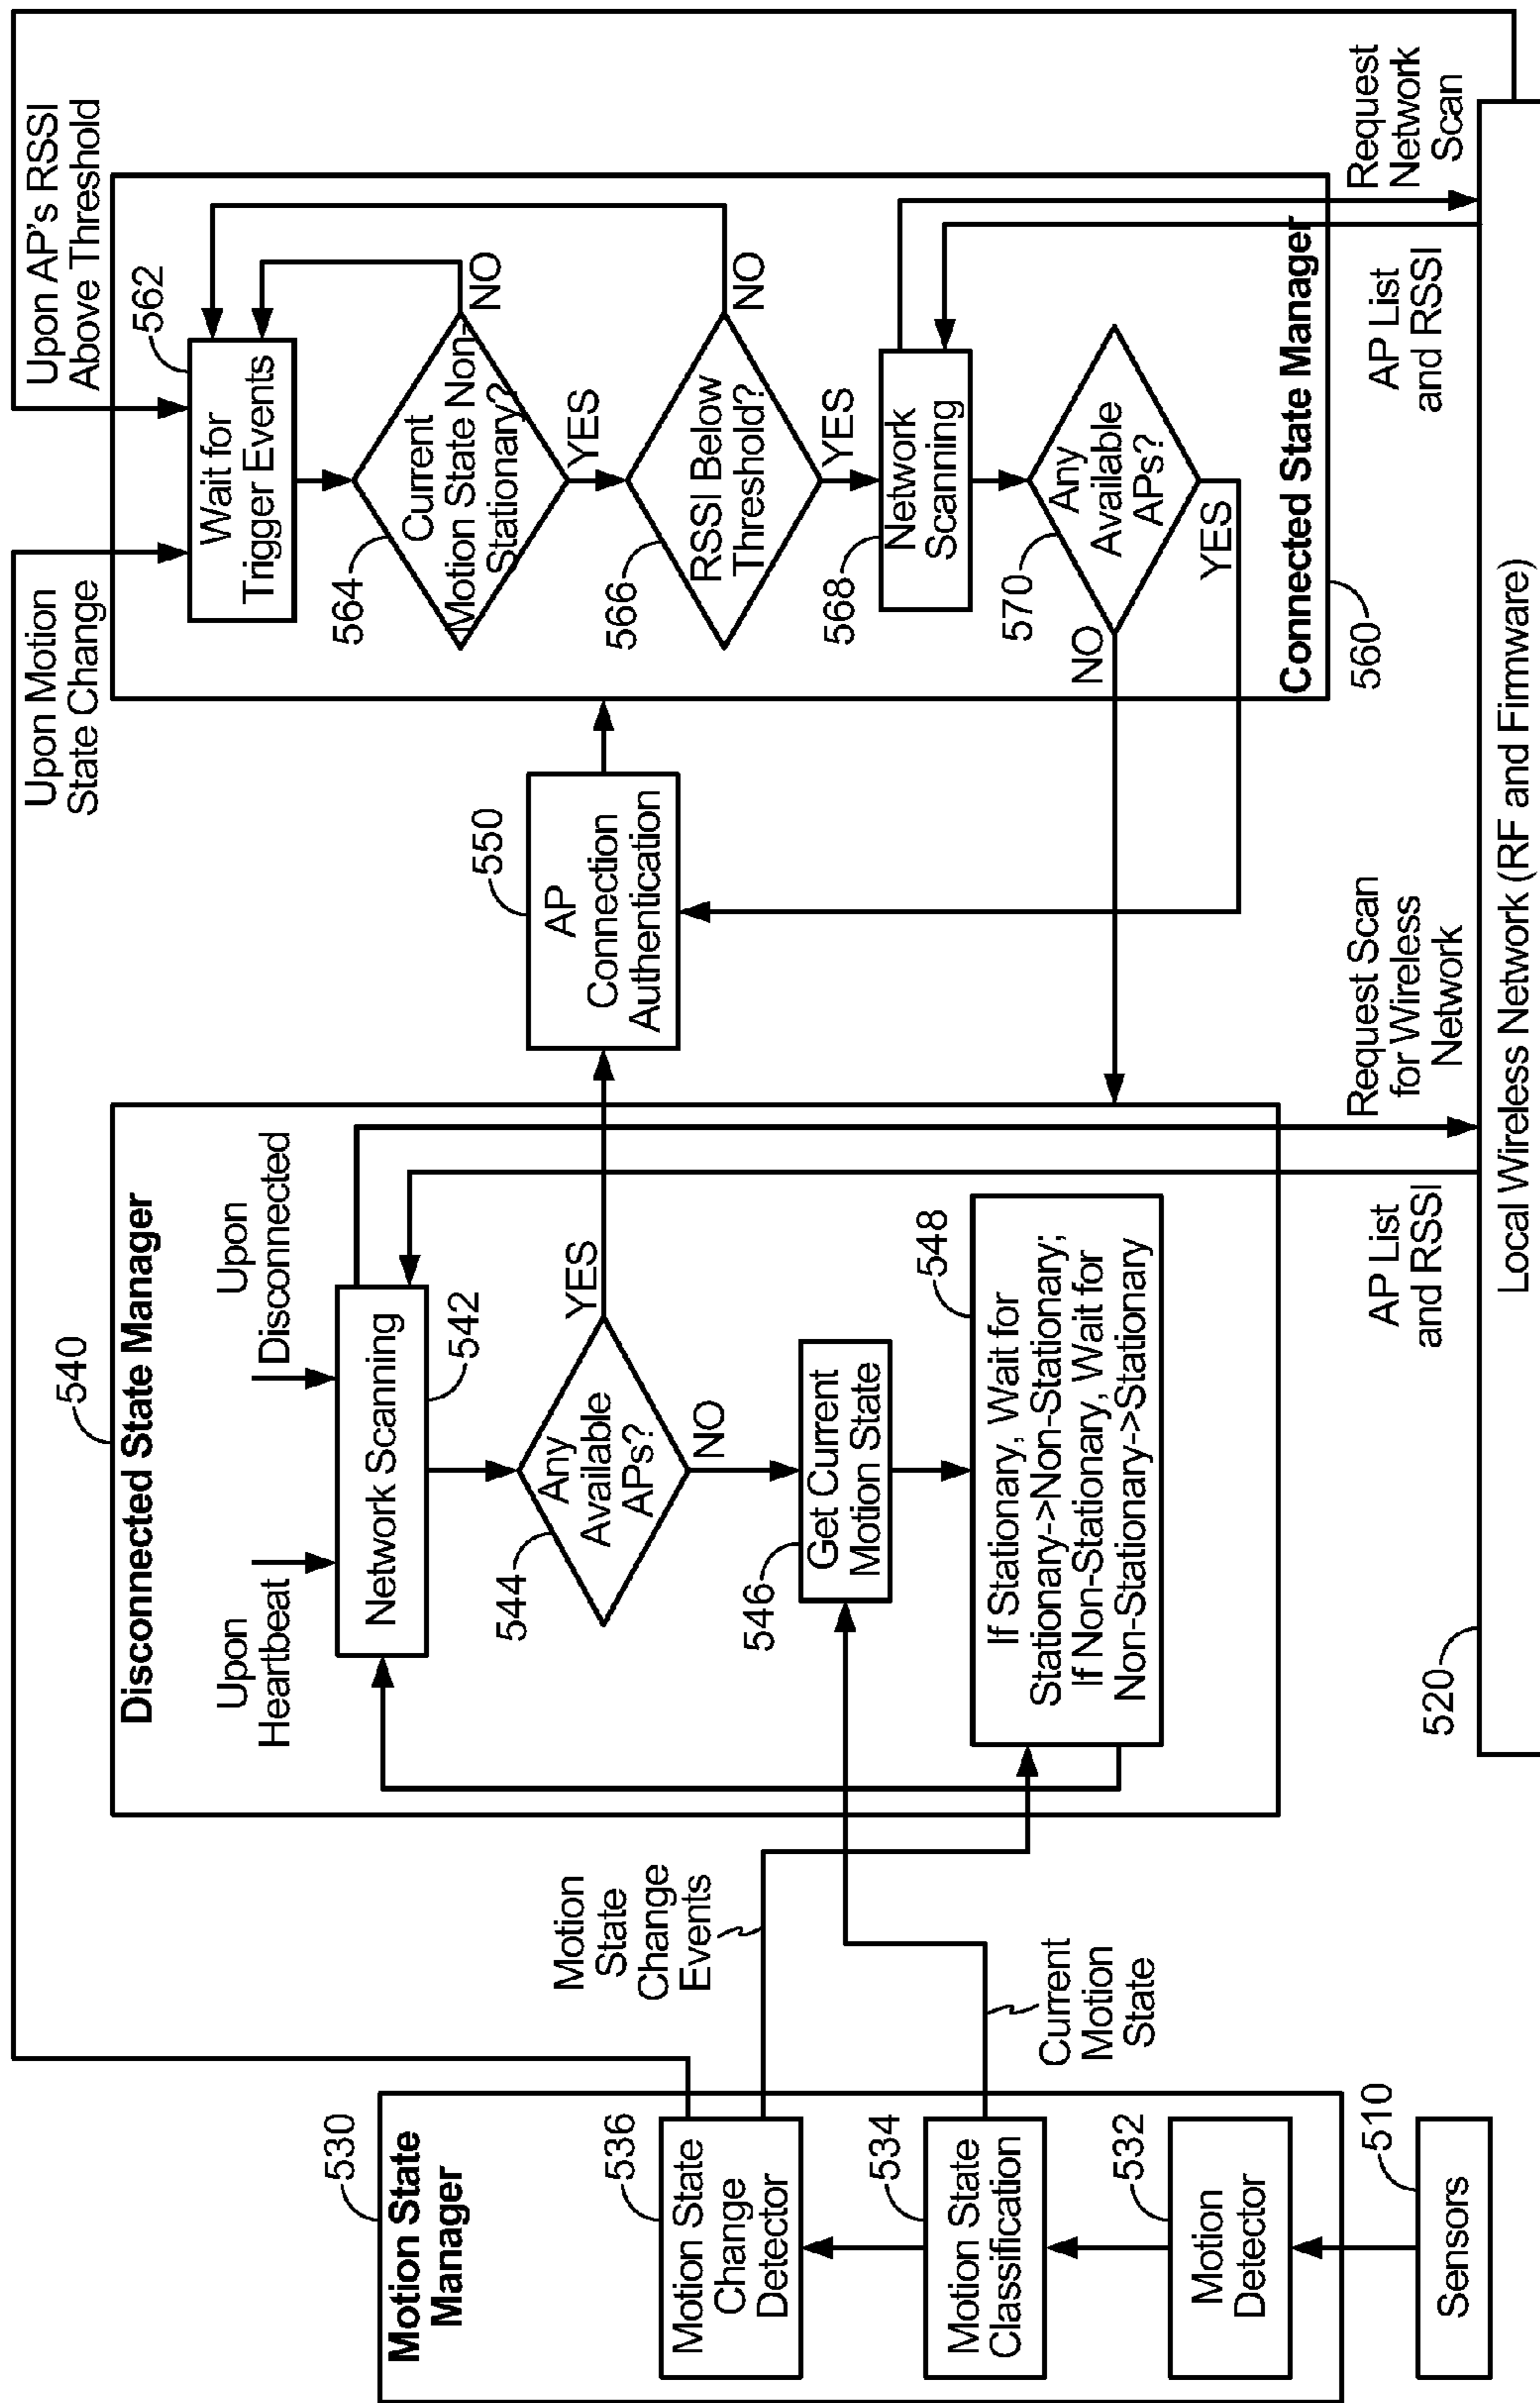 530
Motion State
Manager
536
Motion State
Change
Detector
534
Motion State
Classification
532
Motion
Detector
510
Sensors
Motion
State
Change
Events
Current
Motion
State
540
Disconnected State Manager
Upon
Heartbeat
Upon
Disconnected
Network Scanning
542
544
Any
Available
APs?
YES
NO
546
Get Current
Motion State
548
If Stationary, Wait for
Stationary->Non-Stationary;
If Non-Stationary, Wait for
Non-Stationary->Stationary
AP List
and RSSI
Request Scan
for Wireless
Network
550
AP
Connection
Authentication
Upon Motion
State Change
Upon AP's RSSI
Above Threshold
562
Wait for
Trigger Events
564
Current
Motion State Non-
Stationary?
NO
YES
566
RSSI Below
Threshold?
NO
YES
568
Network
Scanning
570
Any
Available
APs?
NO
YES
Connected State Manager
560
AP List
and RSSI
Request
Network
Scan
520
Local Wireless Network (RF and Firmware)